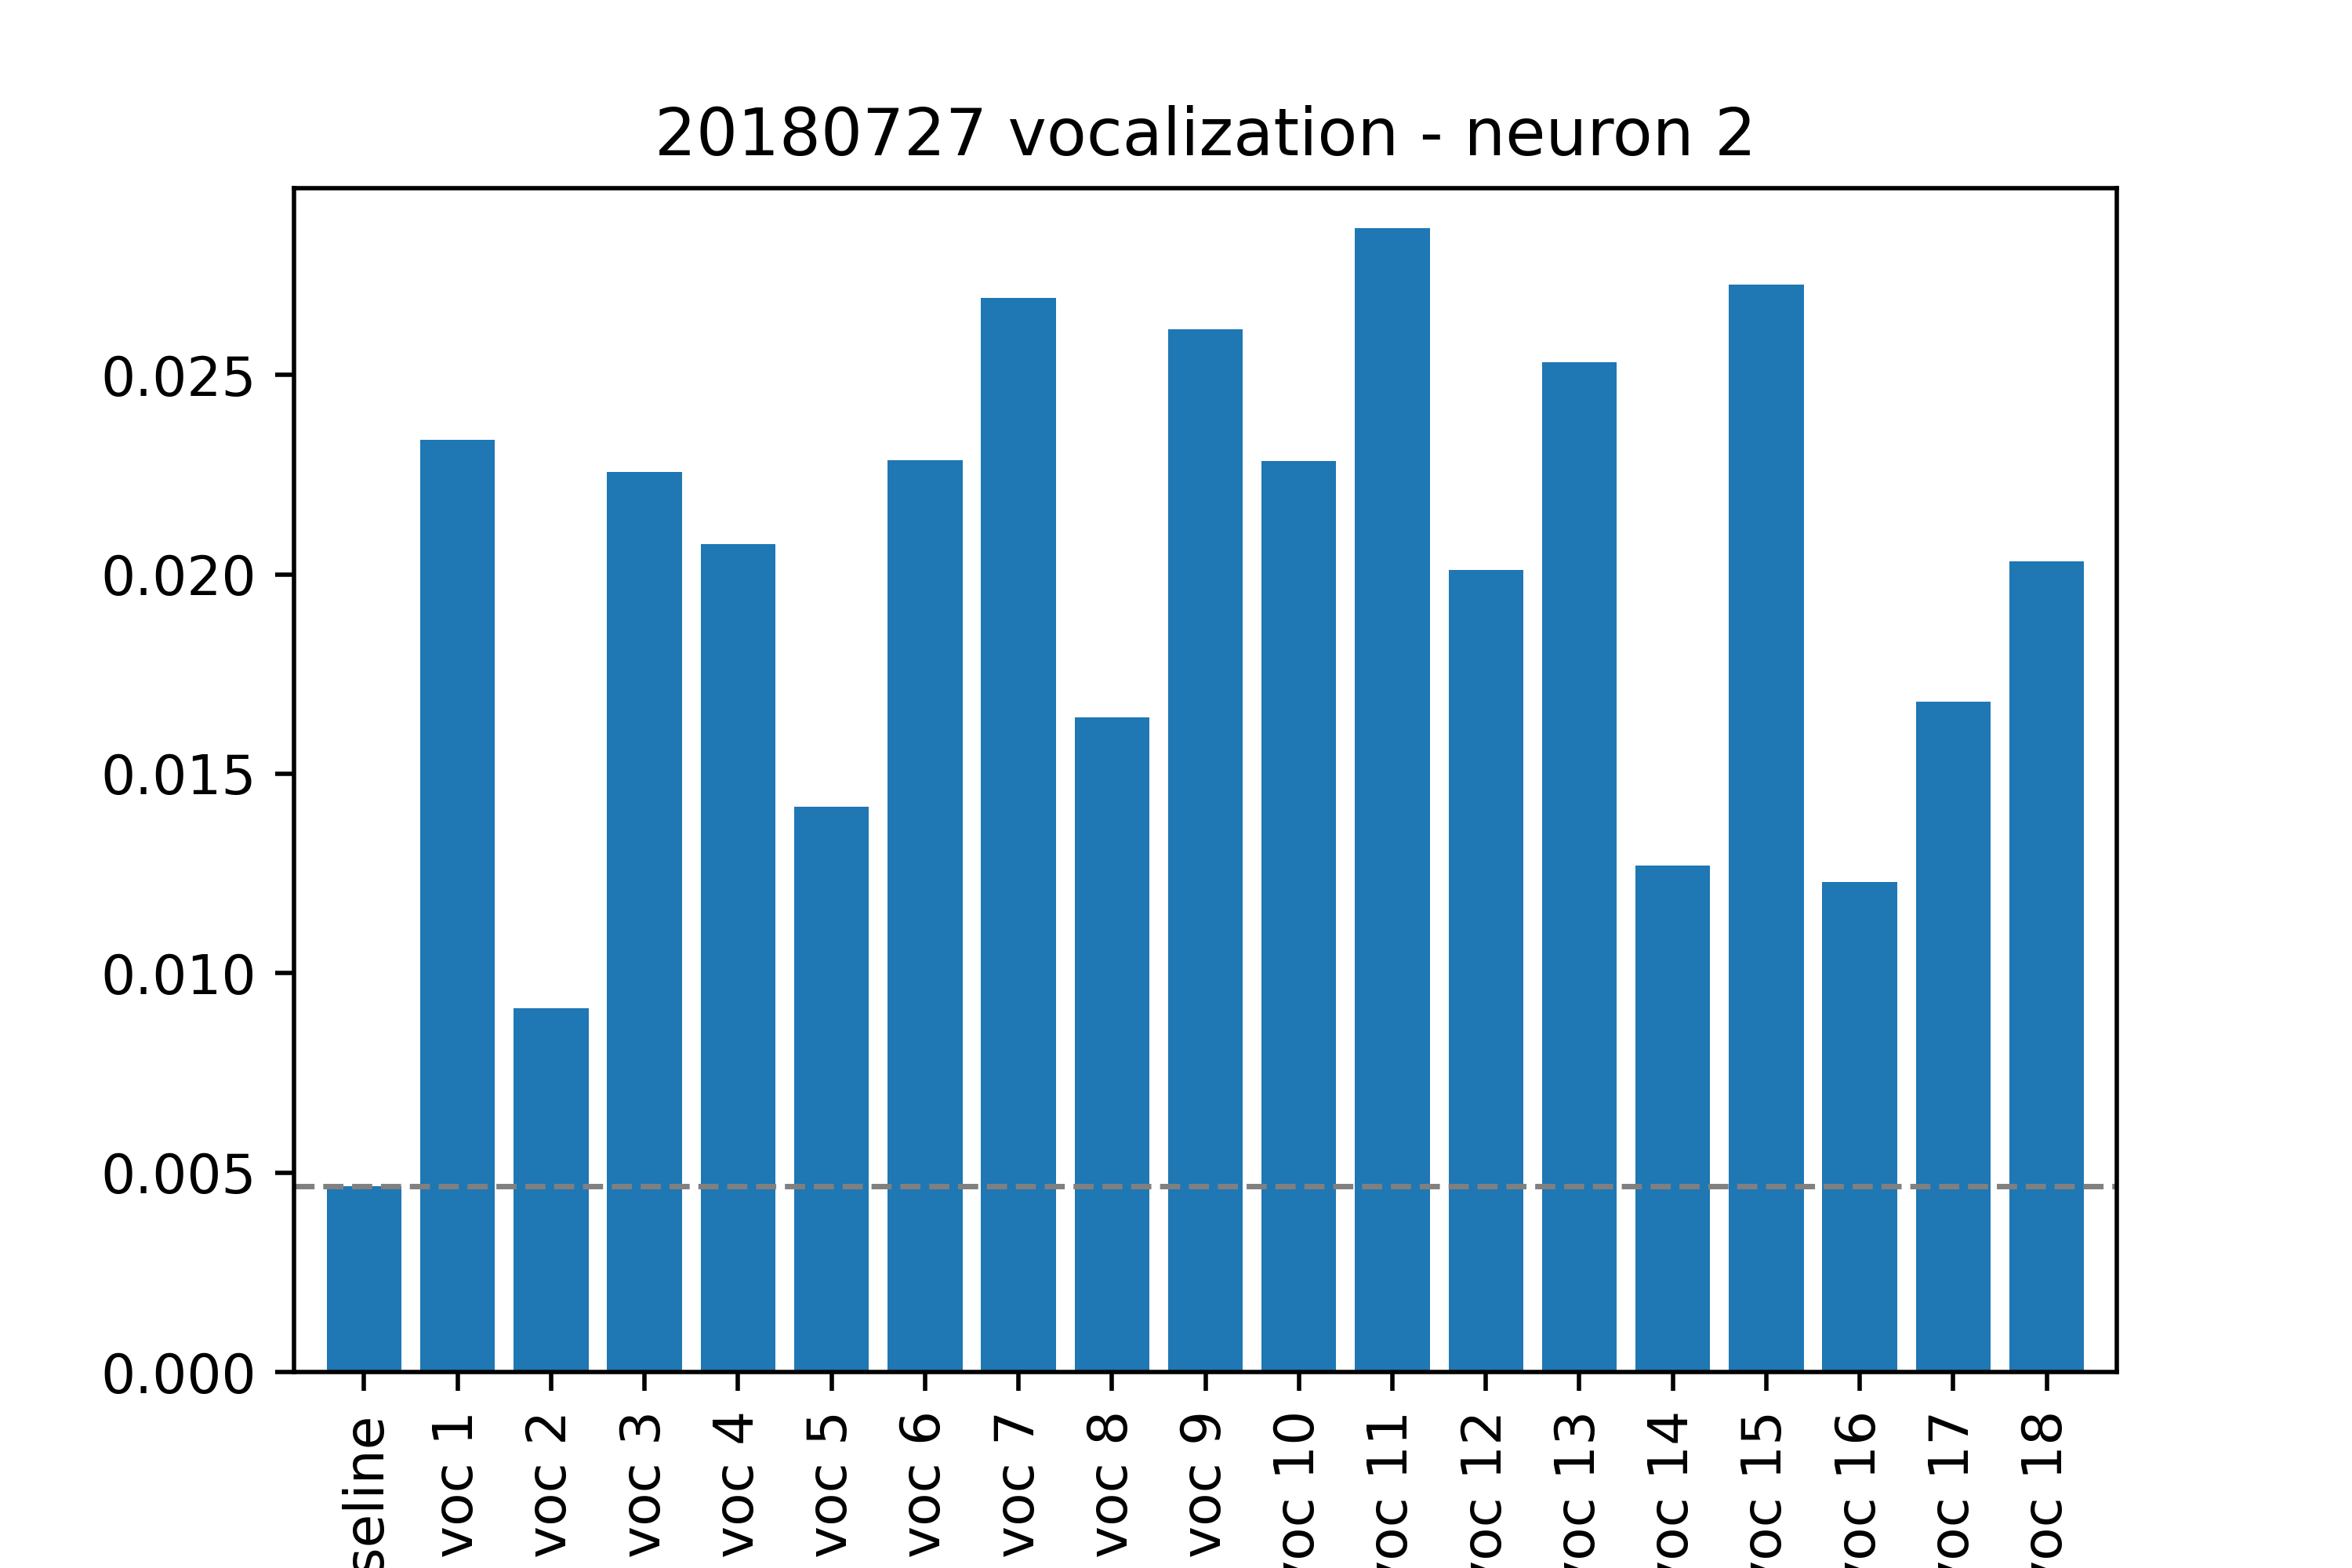 20180727 vocalization - neuron 2
0.025
0.020
0.015
0.010
0.005
0.000
seline
voc 1
voc 2
voc 3
voc 4
voc 5
voc 6
voc 7
voc 8
voc 9
voc 10
voc 11
voc 12
voc 13
voc 14
voc 15
voc 16
voc 17
voc 18